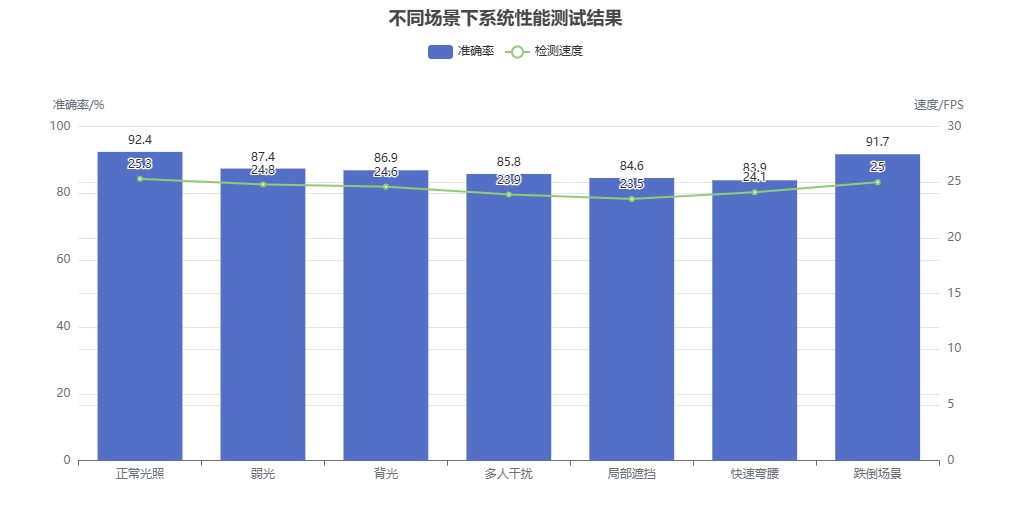 不同场景下系统性能测试结果
准确率 检测速度
准确率/% 速度/FPS
100 30
92.4 87.4 86.9 85.8 84.6 83.9 91.7
25.3 24.8 24.6 23.9 23.5 24.1 25
80 25
60 20
40 15
20 10
0 5
0
正常光照 弱光 背光 多人干扰 局部遮挡 快速弯腰 跌倒场景